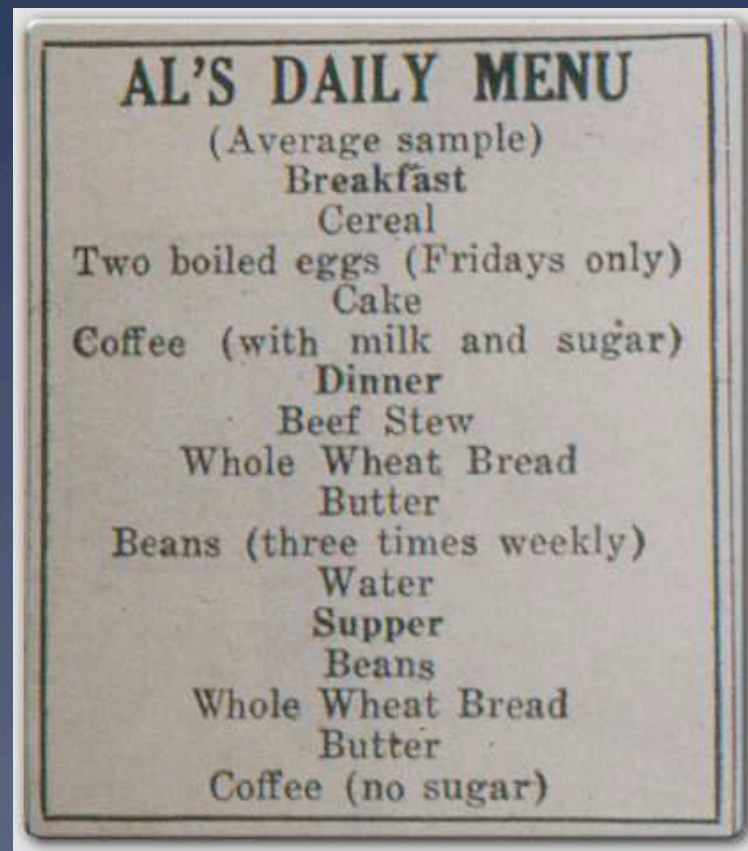 AL'S DAILY MENU
(Average sample)
Breakfast
Cereal
Two boiled eggs (Fridays only)
Cake
Coffee (with milk and sugar)
Dinner
Beef Stew
Whole Wheat Bread
Butter
Beans (three times weekly)
Water
Supper
Beans
Whole Wheat Bread
Butter
Coffee (no sugar)